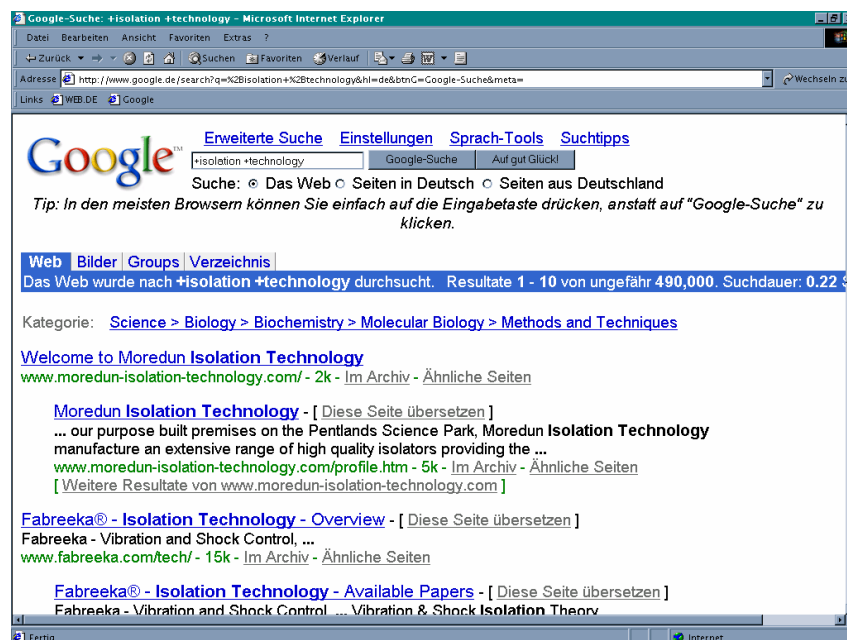 Google-Suche: +isolation +technology - Microsoft Internet Explorer
Datei Bearbeiten Ansicht Favoriten Extras ?
Zurück Suchen Favoriten Verlauf
Adresse http://www.google.de/search?q=%2Bisolation+%2Btechnology&hl=de&btnG=Google-Suche&meta= Wechseln zu
Links WEB.DE Google
Erweiterte Suche Einstellungen Sprach-Tools Suchtipps
Google™ +isolation +technology Google-Suche Auf gut Glück!
Suche: Das Web Seiten in Deutsch Seiten aus Deutschland
Tip: In den meisten Browsern können Sie einfach auf die Eingabetaste drücken, anstatt auf "Google-Suche" zu
klicken.
Web Bilder Groups Verzeichnis
Das Web wurde nach +isolation +technology durchsucht. Resultate 1 - 10 von ungefähr 490,000. Suchdauer: 0.22 S
Kategorie: Science > Biology > Biochemistry > Molecular Biology > Methods and Techniques
Welcome to Moredun Isolation Technology
www.moredun-isolation-technology.com/ - 2k - Im Archiv - Ähnliche Seiten
Moredun Isolation Technology - [ Diese Seite übersetzen ]
... our purpose built premises on the Pentlands Science Park, Moredun Isolation Technology
manufacture an extensive range of high quality isolators providing the ...
www.moredun-isolation-technology.com/profile.htm - 5k - Im Archiv - Ähnliche Seiten
[ Weitere Resultate von www.moredun-isolation-technology.com ]
Fabreeka® - Isolation Technology - Overview - [ Diese Seite übersetzen ]
Fabreeka - Vibration and Shock Control, ...
www.fabreeka.com/tech/ - 15k - Im Archiv - Ähnliche Seiten
Fabreeka® - Isolation Technology - Available Papers - [ Diese Seite übersetzen ]
Fabreeka - Vibration and Shock Control, ... Vibration & Shock Isolation Theory
Fertig Internet